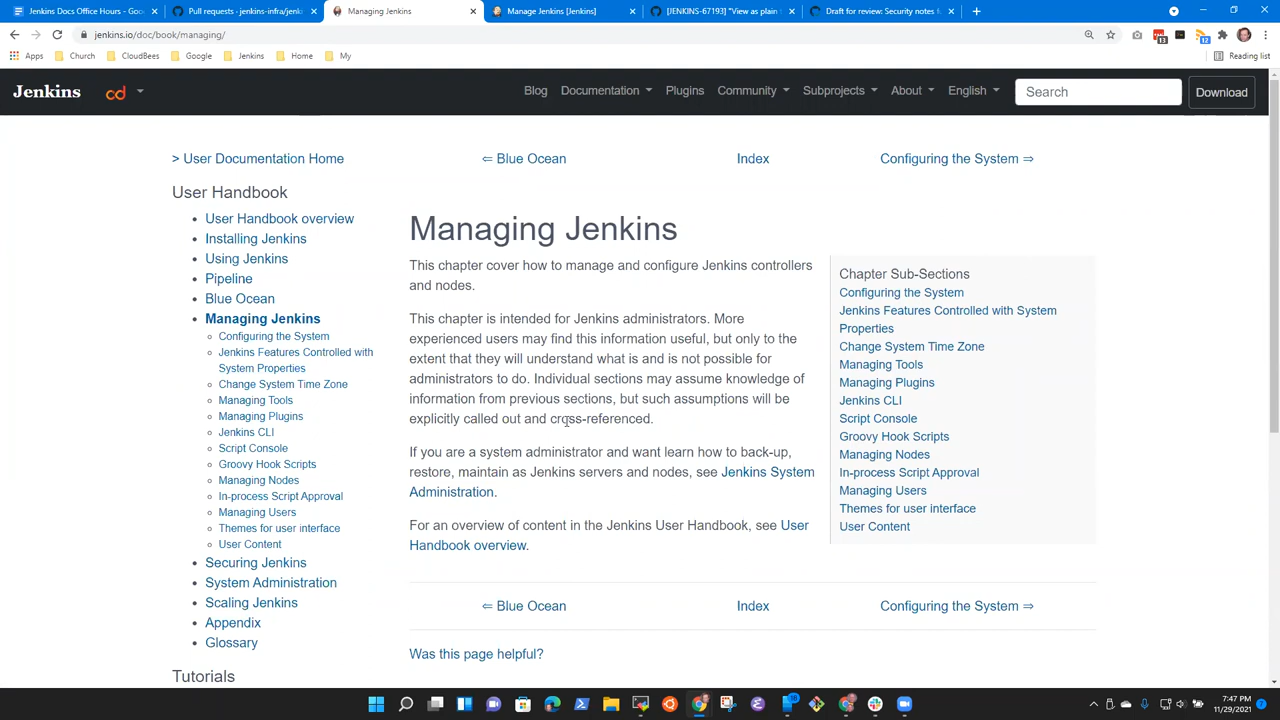 Jenkins Docs Office Hours - Goo
Pull requests · jenkins-infra/jenki
Managing Jenkins
Manage Jenkins [Jenkins]
[JENKINS-67193] "View as plain
Draft for review: Security notes f
jenkins.io/doc/book/managing/
13
12
Apps
Church
CloudBees
Google
Jenkins
Home
My
Reading list
Jenkins
cd
Blog
Documentation
Plugins
Community
Subprojects
About
English
Search
Download
> User Documentation Home
⇐ Blue Ocean
Index
Configuring the System ⇒
User Handbook
User Handbook overview
Installing Jenkins
Using Jenkins
Pipeline
Blue Ocean
Managing Jenkins
Configuring the System
Jenkins Features Controlled with
System Properties
Change System Time Zone
Managing Tools
Managing Plugins
Jenkins CLI
Script Console
Groovy Hook Scripts
Managing Nodes
In-process Script Approval
Managing Users
Themes for user interface
User Content
Securing Jenkins
System Administration
Scaling Jenkins
Appendix
Glossary
Tutorials
Managing Jenkins
This chapter cover how to manage and configure Jenkins controllers
and nodes.
This chapter is intended for Jenkins administrators. More
experienced users may find this information useful, but only to the
extent that they will understand what is and is not possible for
administrators to do. Individual sections may assume knowledge of
information from previous sections, but such assumptions will be
explicitly called out and cross-referenced.
If you are a system administrator and want learn how to back-up,
restore, maintain as Jenkins servers and nodes, see Jenkins System
Administration.
For an overview of content in the Jenkins User Handbook, see User
Handbook overview.
Chapter Sub-Sections
Configuring the System
Jenkins Features Controlled with System
Properties
Change System Time Zone
Managing Tools
Managing Plugins
Jenkins CLI
Script Console
Groovy Hook Scripts
Managing Nodes
In-process Script Approval
Managing Users
Themes for user interface
User Content
⇐ Blue Ocean
Index
Configuring the System ⇒
Was this page helpful?
7:47 PM
11/29/2021